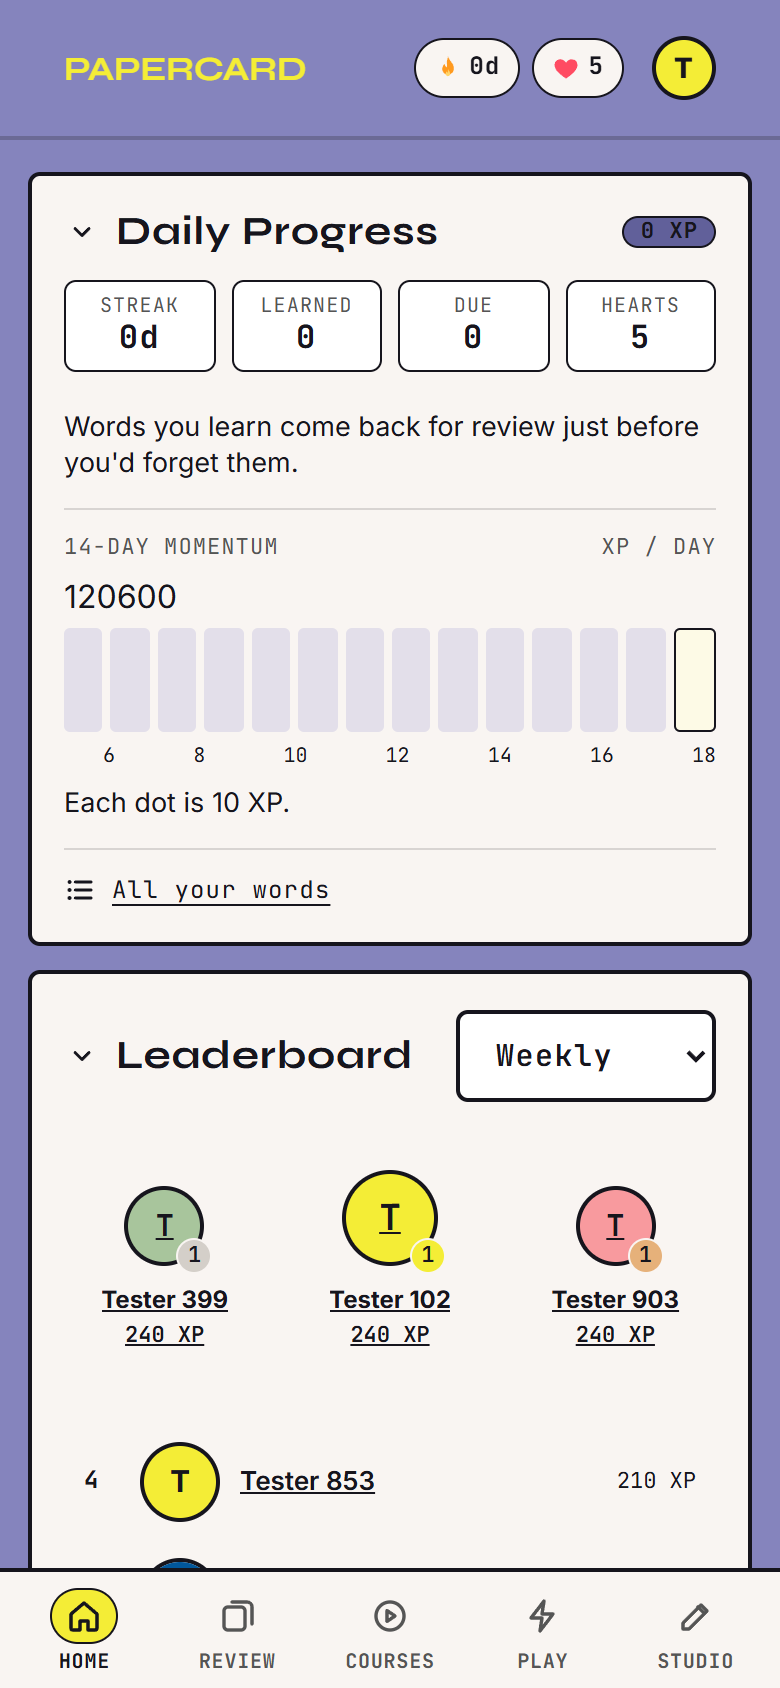 PAPERCARD
0d
5
T
Daily Progress
0 XP
STREAK
0d
LEARNED
0
DUE
0
HEARTS
5
Words you learn come back for review just before
you'd forget them.
14-DAY MOMENTUM
XP / DAY
120600
6 8 10 12 14 16 18
Each dot is 10 XP.
All your words
Leaderboard
Weekly
T
1
Tester 399
240 XP
T
1
Tester 102
240 XP
T
1
Tester 903
240 XP
4
T
Tester 853
210 XP
HOME
REVIEW
COURSES
PLAY
STUDIO